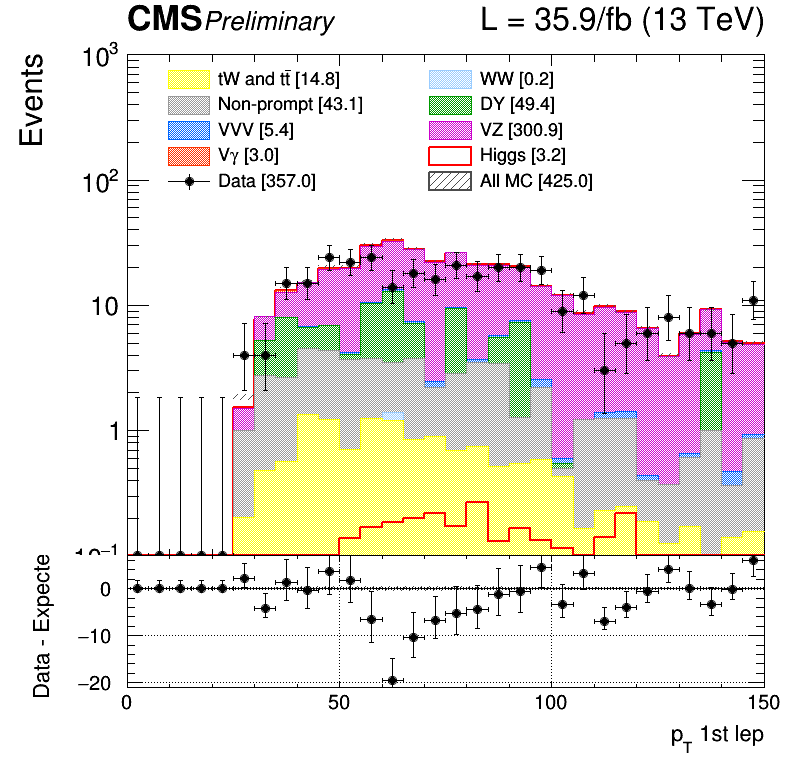 CMS Preliminary L = 35.9/fb (13 TeV)
Events
10³
10²
10
1
tW and tt̄ [14.8] WW [0.2]
Non-prompt [43.1] DY [49.4]
VVV [5.4] VZ [300.9]
Vγ [3.0] Higgs [3.2]
Data [357.0] All MC [425.0]
Data - Expecte
0
−10
−20
0 50 100 150
p_T 1st lep